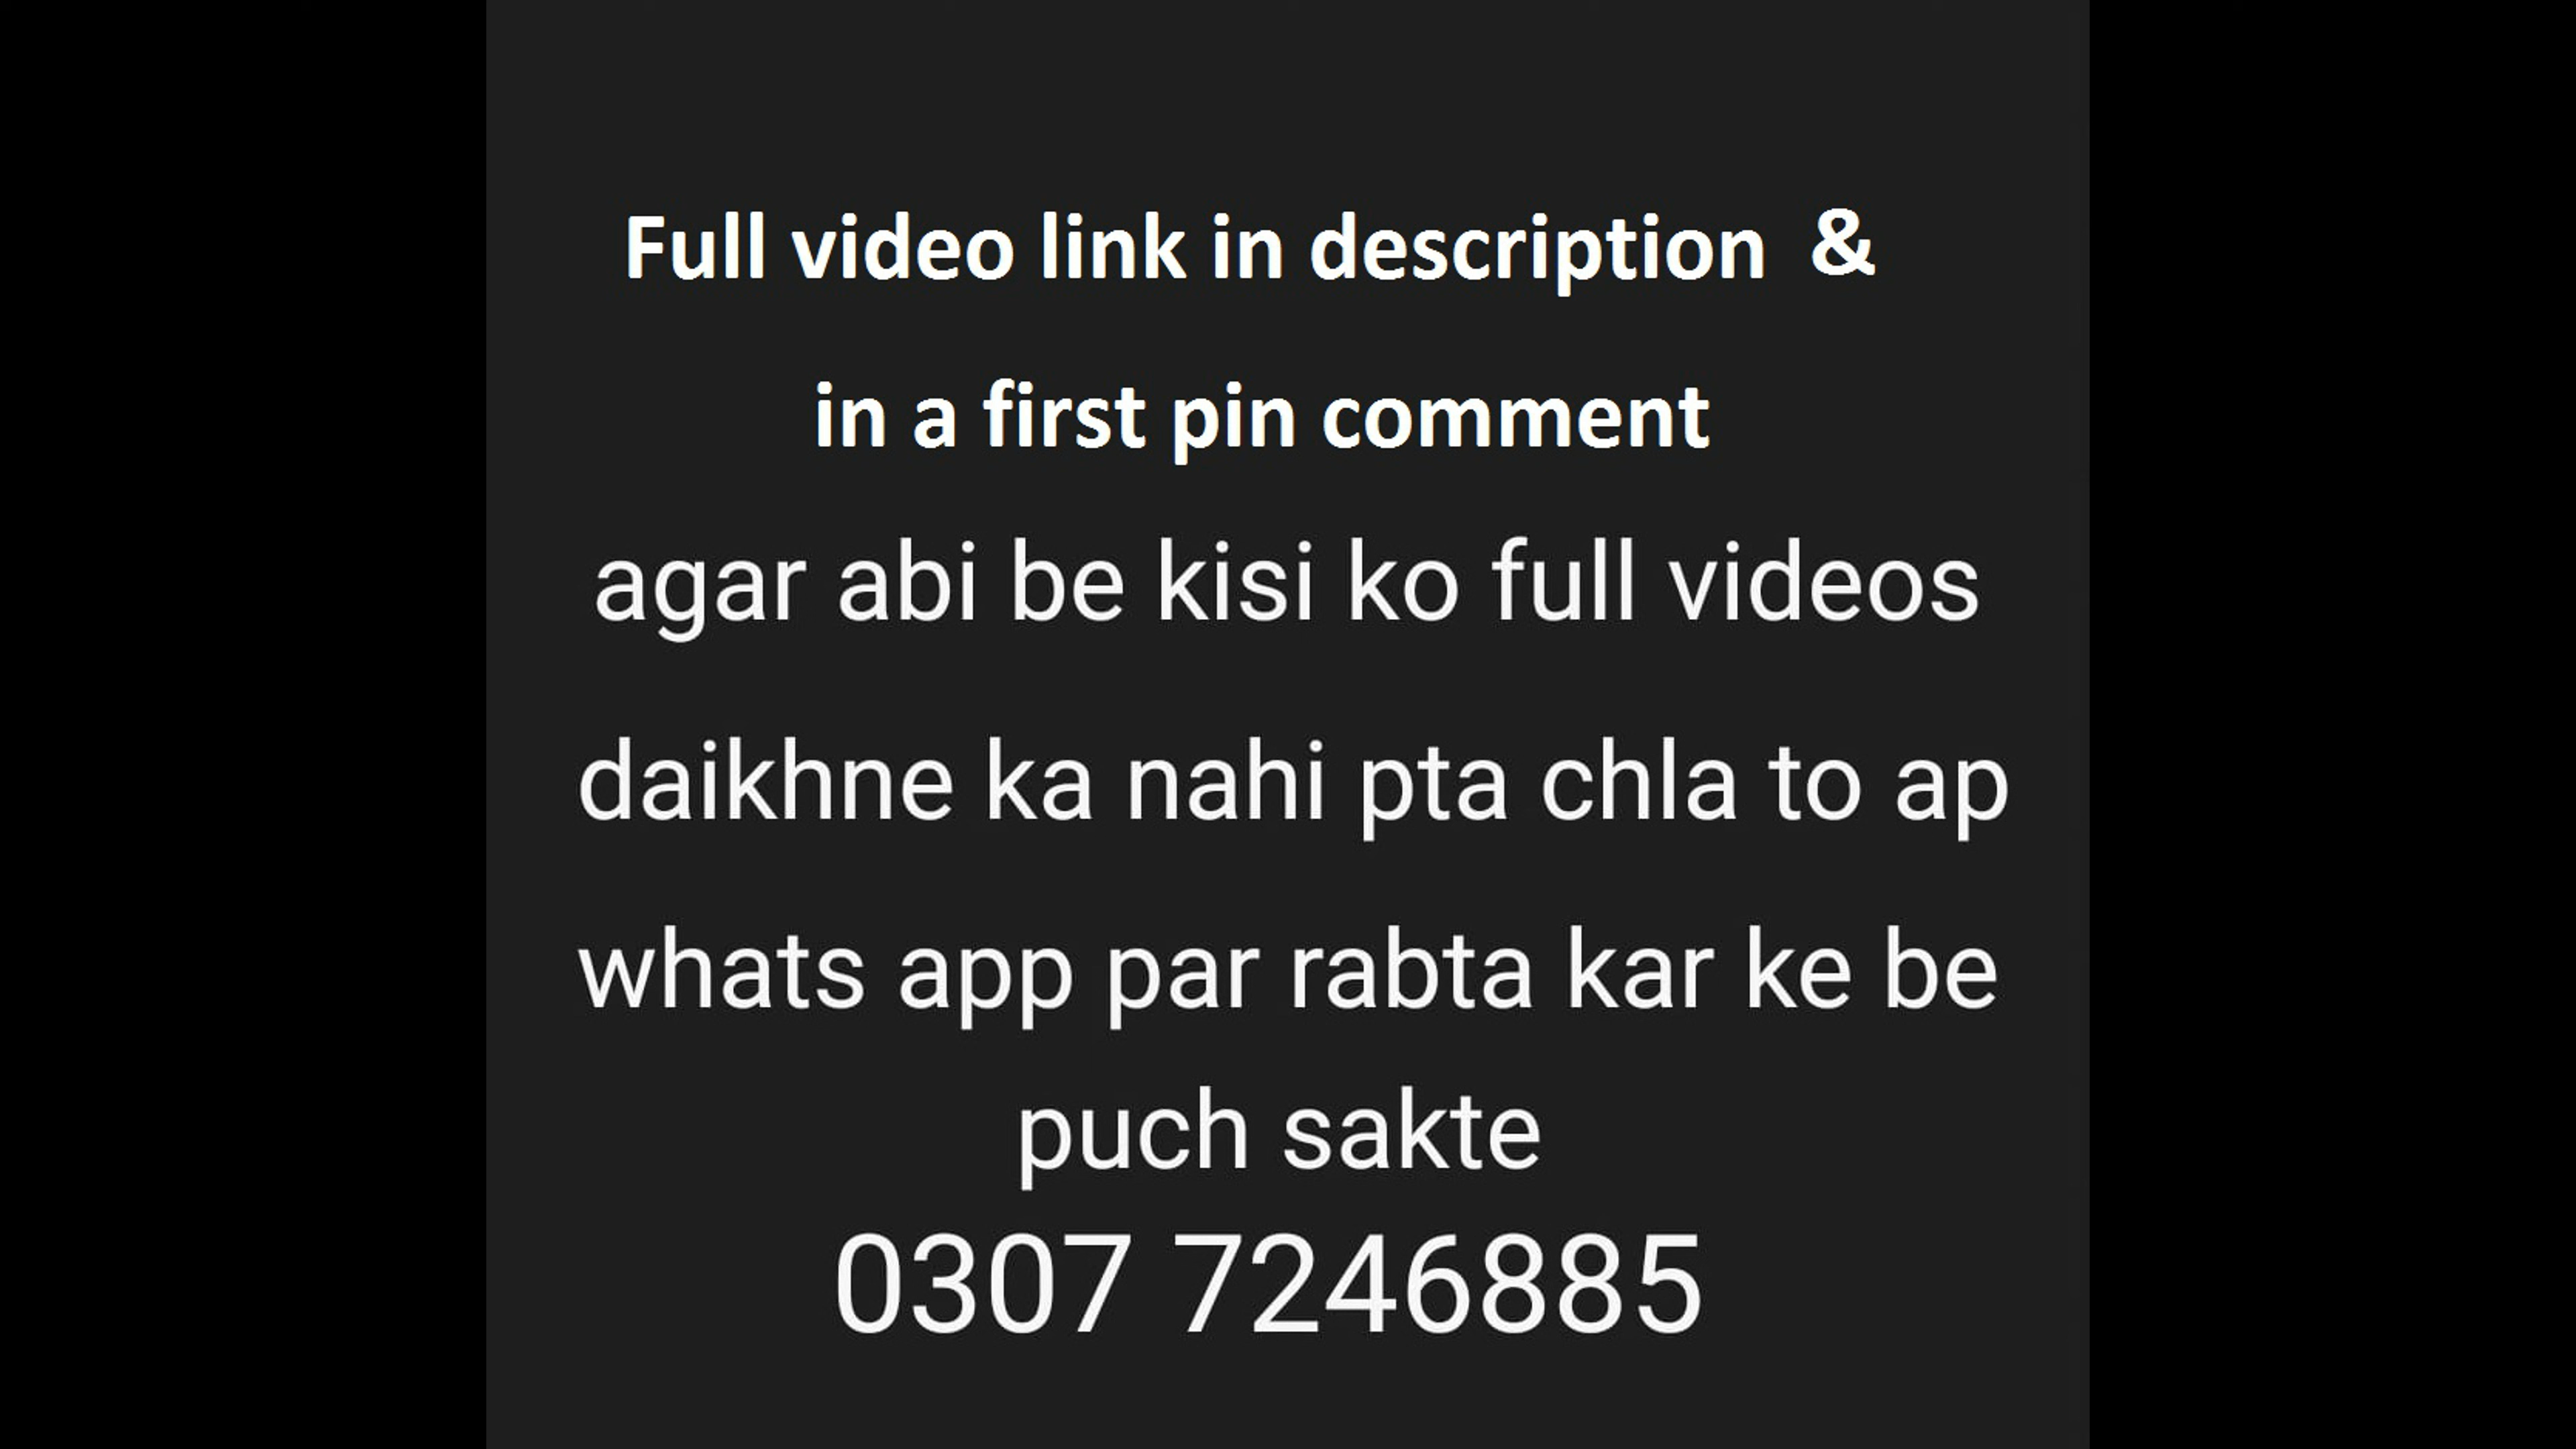 Full video link in description &
in a first pin comment
agar abi be kisi ko full videos
daikhne ka nahi pta chla to ap
whats app par rabta kar ke be
puch sakte
0307 7246885